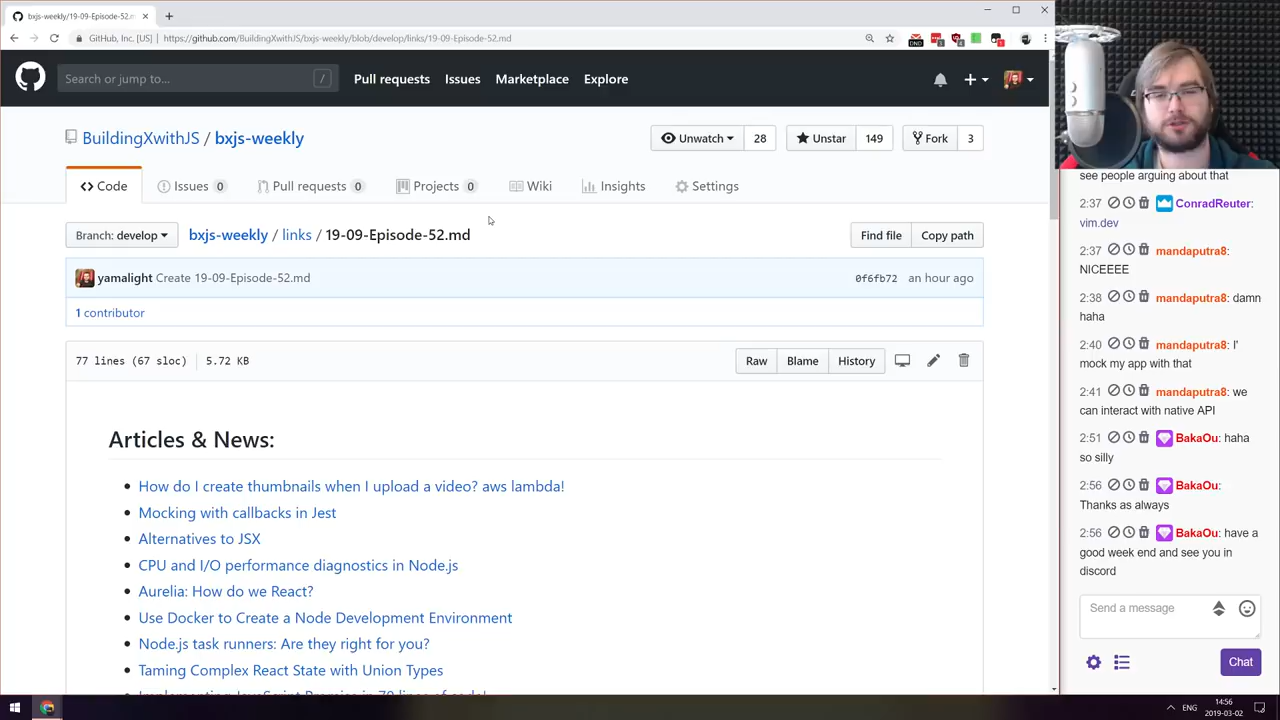 bxjs-weekly/19-09-Episode-52.m
GitHub, Inc. [US] https://github.com/BuildingXwithJS/bxjs-weekly/blob/develop/links/19-09-Episode-52.md
Search or jump to... /
Pull requests Issues Marketplace Explore
BuildingXwithJS / bxjs-weekly
Unwatch 28 Unstar 149 Fork 3
Code Issues 0 Pull requests 0 Projects 0 Wiki Insights Settings
Branch: develop bxjs-weekly / links / 19-09-Episode-52.md Find file Copy path
yamalight Create 19-09-Episode-52.md 0f6fb72 an hour ago
1 contributor
77 lines (67 sloc) 5.72 KB Raw Blame History
Articles & News:
How do I create thumbnails when I upload a video? aws lambda!
Mocking with callbacks in Jest
Alternatives to JSX
CPU and I/O performance diagnostics in Node.js
Aurelia: How do we React?
Use Docker to Create a Node Development Environment
Node.js task runners: Are they right for you?
Taming Complex React State with Union Types
Implementing JavaScript Promise in 70 lines of code!
see people arguing about that
2:37 ConradReuter:
vim.dev
2:37 mandaputra8:
NICEEEE
2:38 mandaputra8: damn
haha
2:40 mandaputra8: I'
mock my app with that
2:41 mandaputra8: we
can interact with native API
2:51 BakaOu: haha
so silly
2:56 BakaOu:
Thanks as always
2:56 BakaOu: have a
good week end and see you in
discord
Send a message
Chat
ENG
14:56
2019-03-02